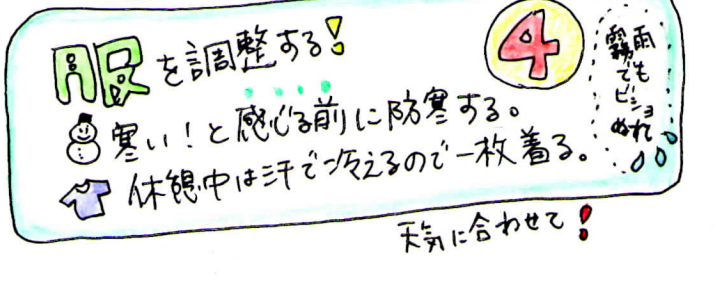 服を調整する!
4
寒い!と感じる前に防寒する。
休憩中は汗で冷えるので一枚着る。
霧雨も
でビショ
ぬれ
天気に合わせて!